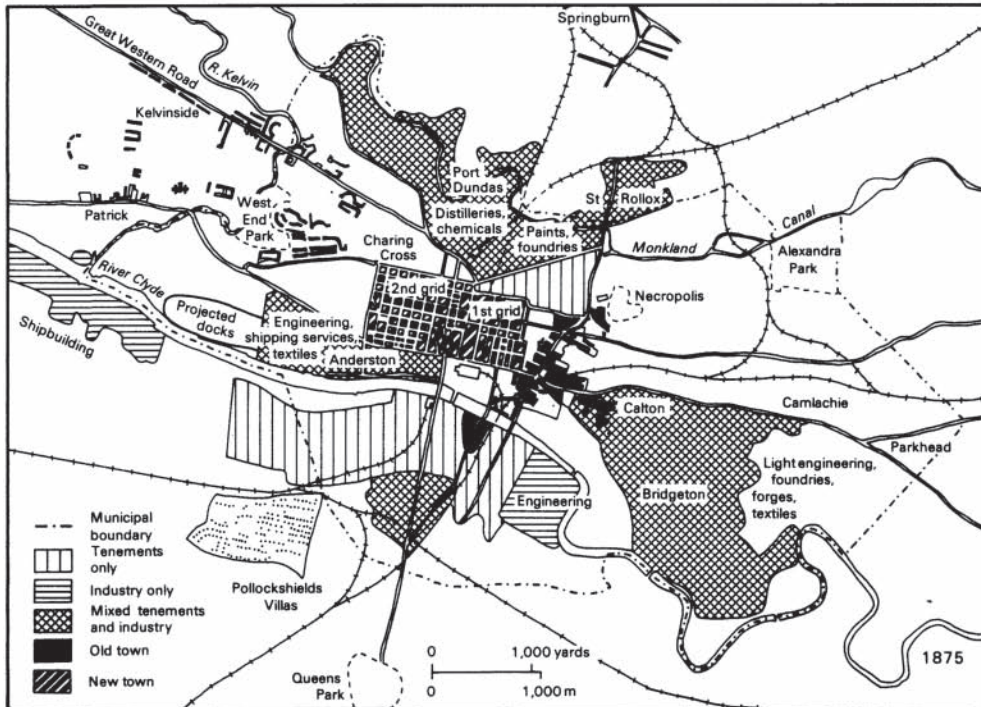 Springburn
Great Western Road
R. Kelvin
Kelvinside
Port
Dundas
St Rollox
Patrick
West
End
Park
Distilleries,
chemicals
Paints,
foundries
Monkland Canal
Alexandra
Park
Charing
Cross
River Clyde
2nd grid
1st grid
Necropolis
Projected
docks
Engineering,
shipping services,
textiles
Shipbuilding
Anderston
Calton
Camlachie
Parkhead
Light engineering,
foundries,
forges,
textiles
Bridgeton
Engineering
Municipal
boundary
Tenements
only
Industry only
Mixed tenements
and industry
Old town
New town
Pollockshields
Villas
Queens
Park
0 1,000 yards
0 1,000 m
1875